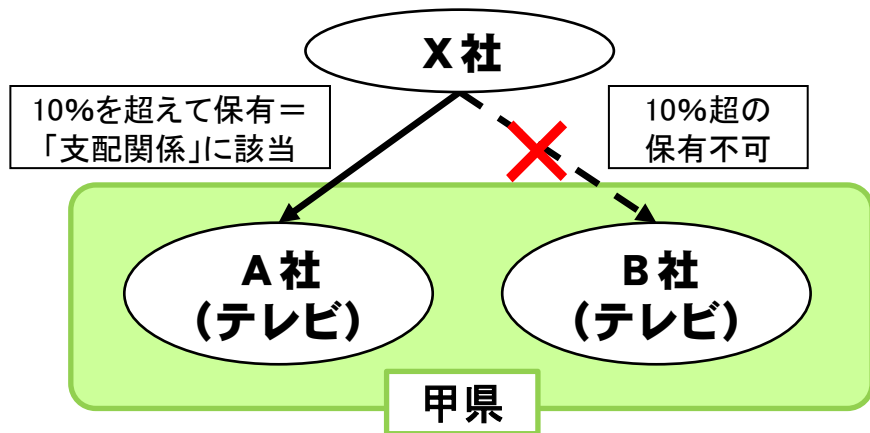 X社
10%を超えて保有＝
「支配関係」に該当
10%超の
保有不可
A社
(テレビ)
B社
(テレビ)
甲県